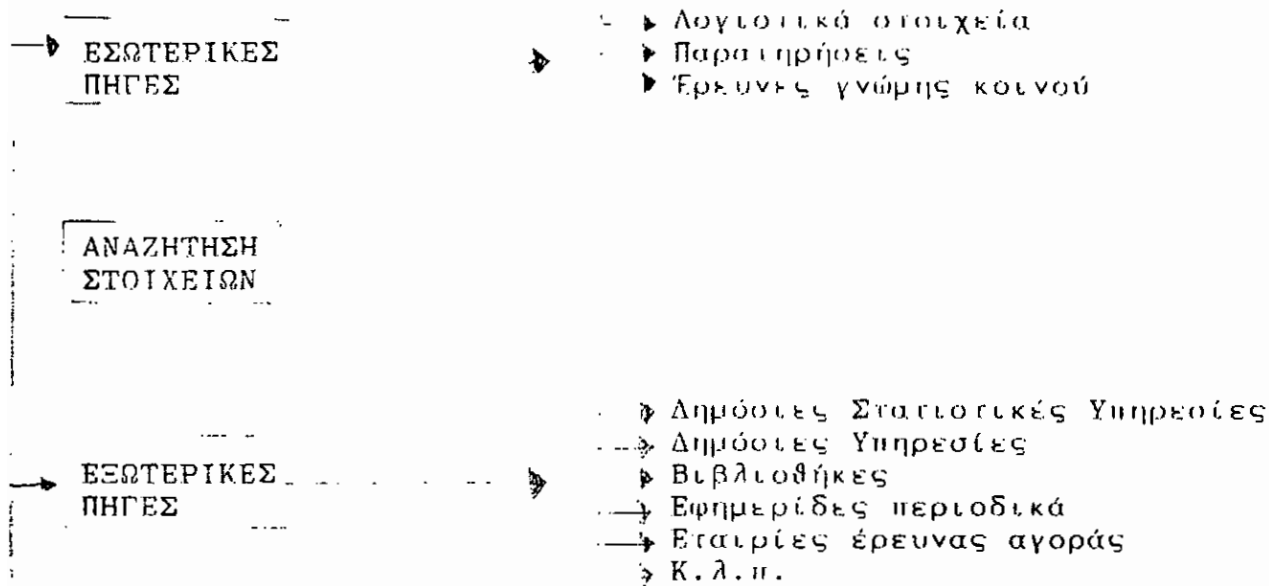 ΕΣΩΤΕΡΙΚΕΣ
ΠΗΓΕΣ
Λογιστικά στοιχεία
Παρατηρήσεις
Έρευνες γνώμης κοινού
ΑΝΑΖΗΤΗΣΗ
ΣΤΟΙΧΕΙΩΝ
ΕΞΩΤΕΡΙΚΕΣ
ΠΗΓΕΣ
Δημόσιες Στατιστικές Υπηρεσίες
Δημόσιες Υπηρεσίες
Βιβλιοθήκες
Εφημερίδες περιοδικά
Εταιρίες έρευνας αγοράς
Κ.λ.π.